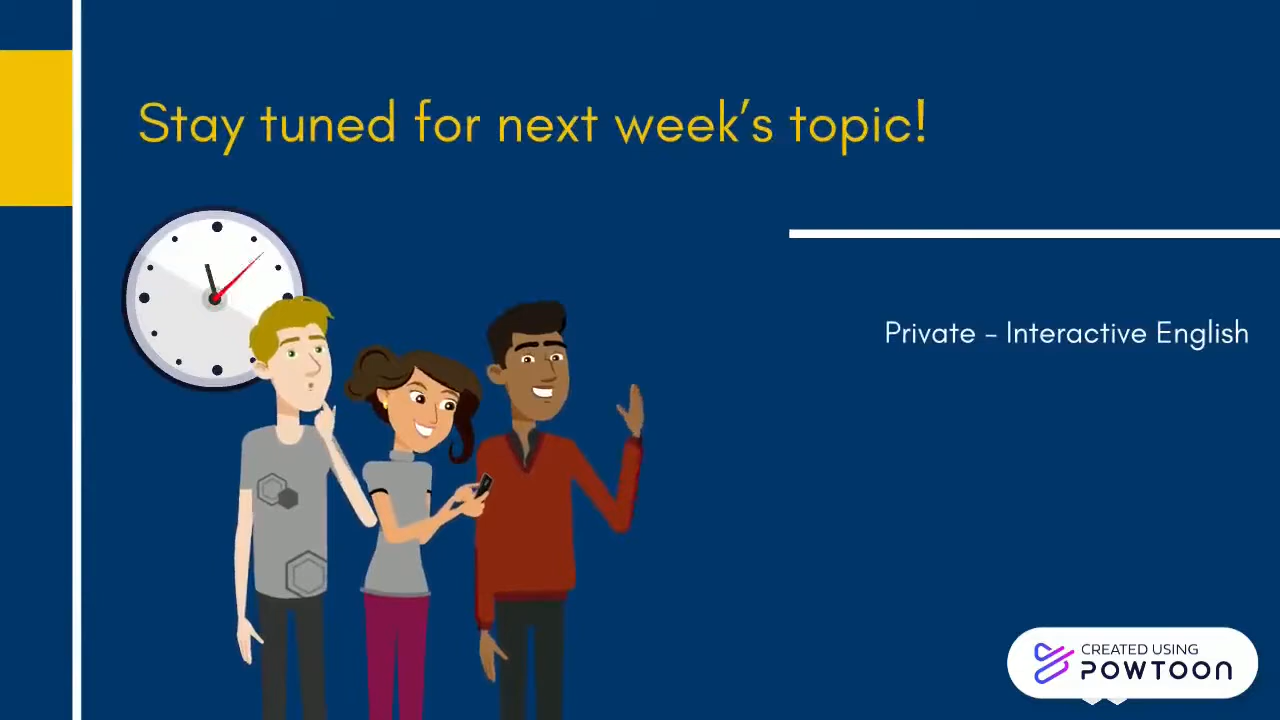 Stay tuned for next week's topic!
Private – Interactive English
CREATED USING
POWTOON